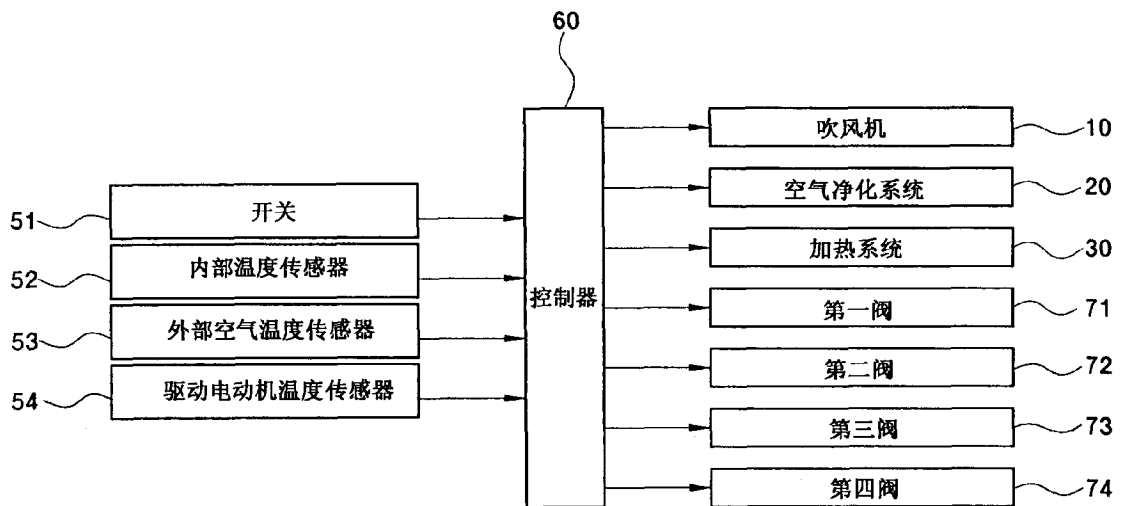 60
吹风机 10
空气净化系统 20
51 开关
加热系统 30
52 内部温度传感器
控制器
第一阀 71
53 外部空气温度传感器
第二阀 72
54 驱动电动机温度传感器
第三阀 73
第四阀 74